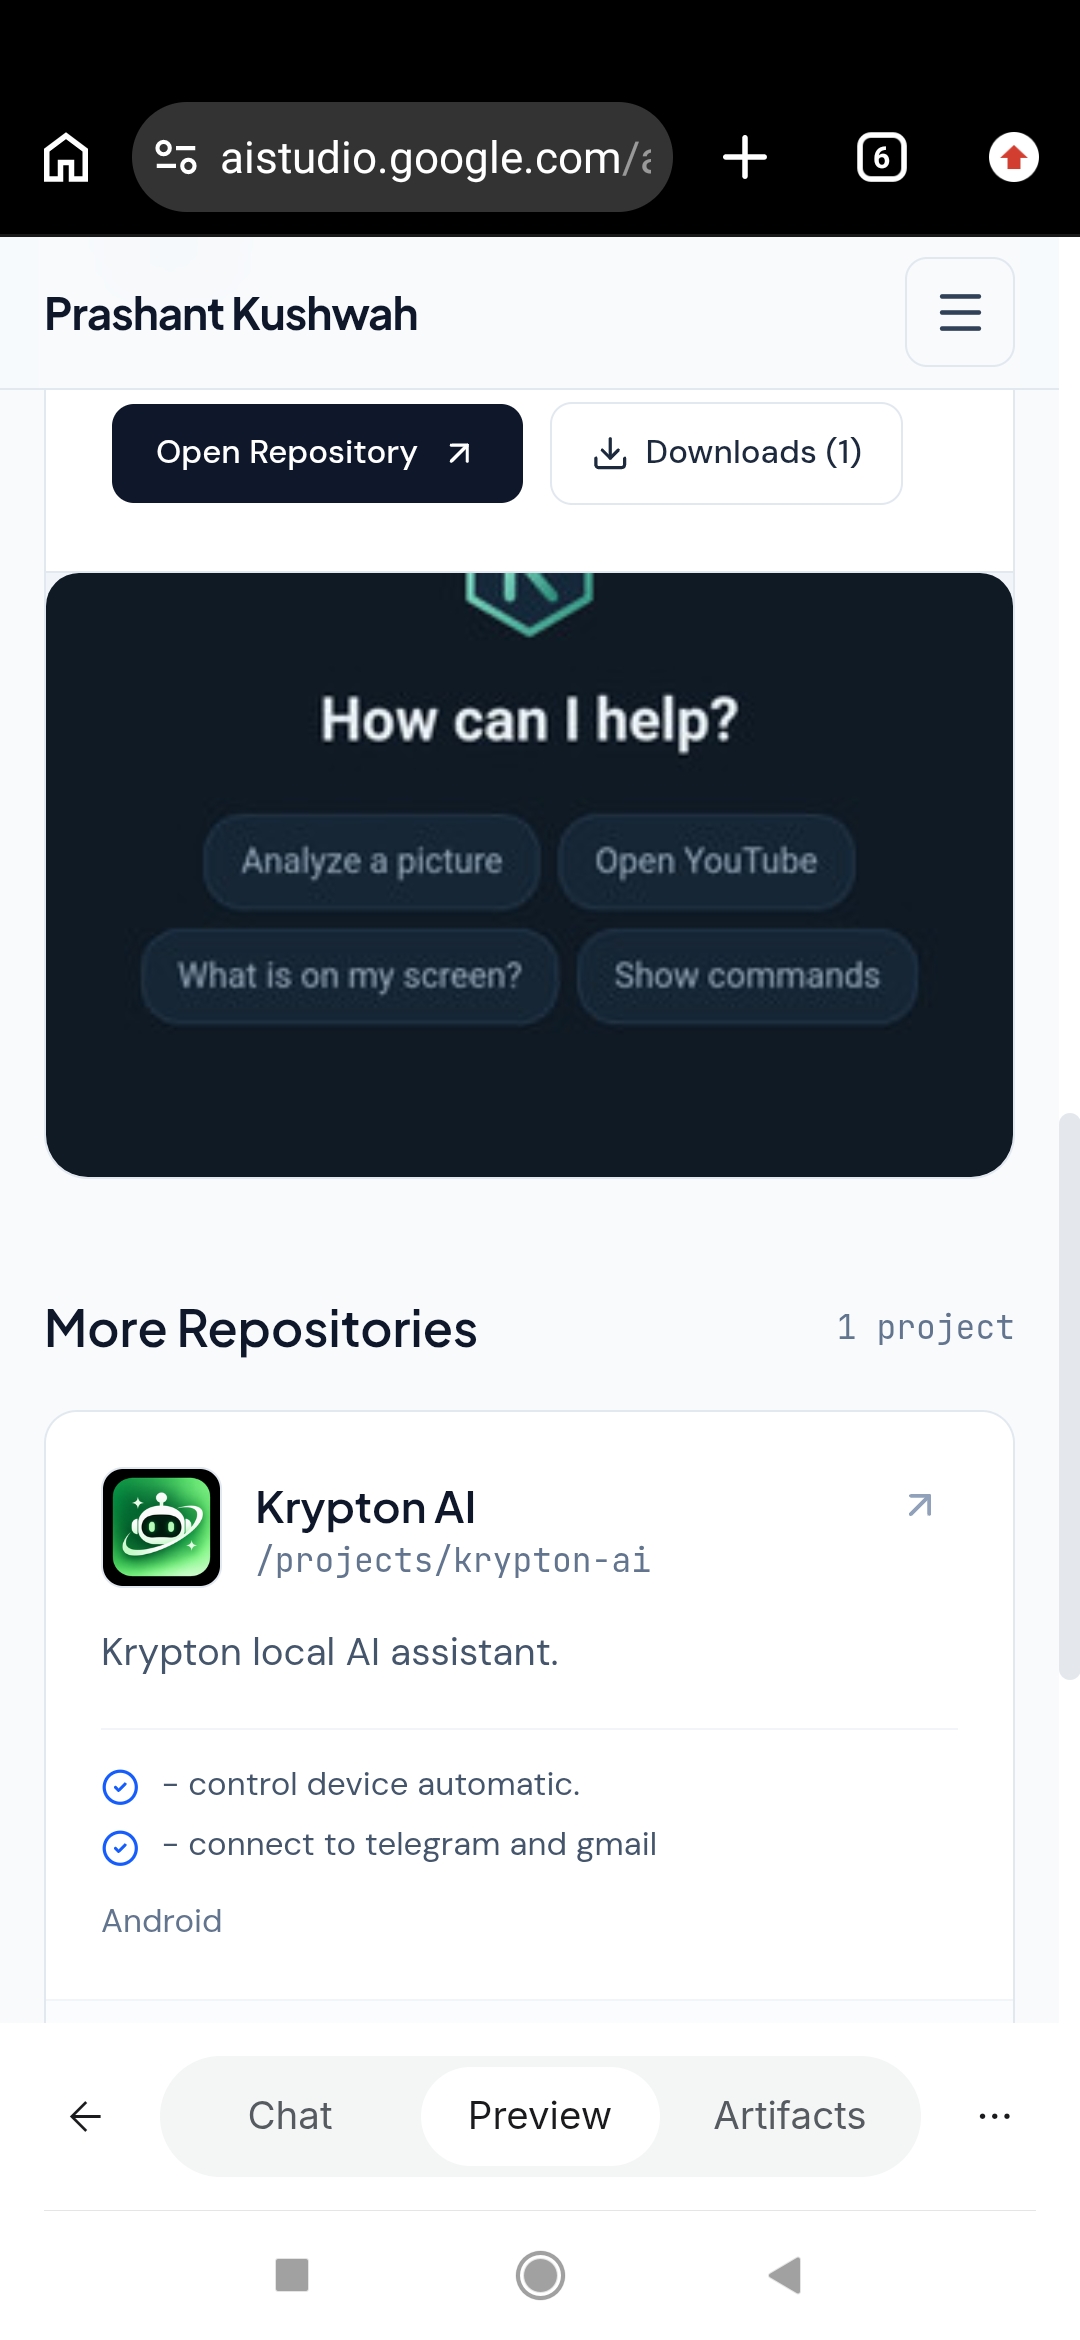 aistudio.google.com/
6
Prashant Kushwah
Open Repository
Downloads (1)
How can I help?
Analyze a picture
Open YouTube
What is on my screen?
Show commands
More Repositories
1 project
Krypton AI
/projects/krypton-ai
Krypton local AI assistant.
- control device automatic.
- connect to telegram and gmail
Android
Chat
Preview
Artifacts